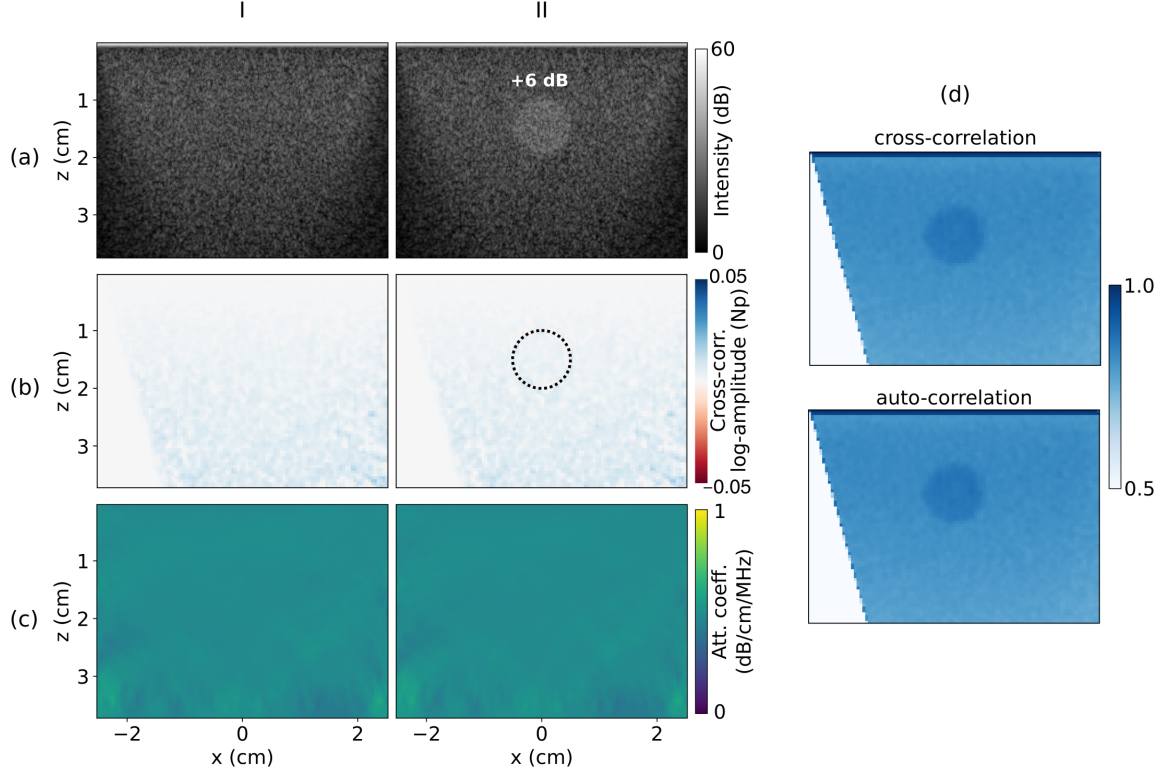 I
II
(a)
z (cm)
1
2
3
+6 dB
60
0
Intensity (dB)
(b)
z (cm)
1
2
3
0.05
−0.05
Cross-corr.
log-amplitude (Np)
(c)
z (cm)
1
2
3
−2
0
2
x (cm)
−2
0
2
x (cm)
1
0
Att. coeff.
(dB/cm/MHz)
(d)
cross-correlation
auto-correlation
1.0
0.5